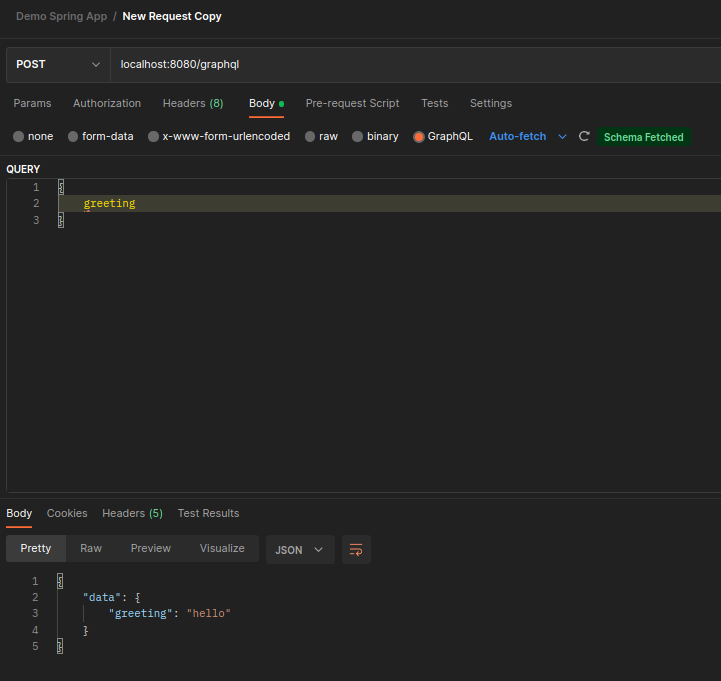 Demo Spring App / New Request Copy
POST localhost:8080/graphql
Params Authorization Headers (8) Body Pre-request Script Tests Settings
none form-data x-www-form-urlencoded raw binary GraphQL Auto-fetch Schema Fetched
QUERY
1 {
2 greeting
3 }
Body Cookies Headers (5) Test Results
Pretty Raw Preview Visualize JSON
1 {
2 "data": {
3 "greeting": "hello"
4 }
5 }